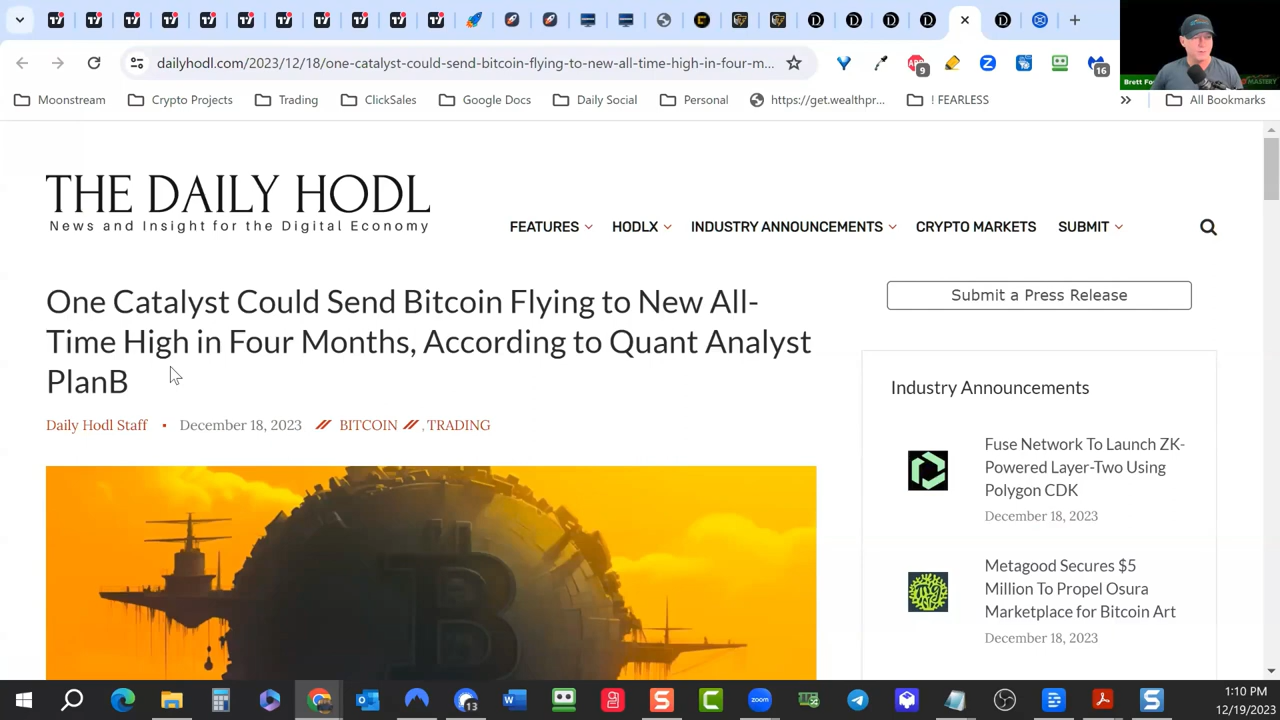 dailyhodl.com/2023/12/18/one-catalyst-could-send-bitcoin-flying-to-new-all-time-high-in-four-m...
9
16
Moonstream
Crypto Projects
Trading
ClickSales
Google Docs
Daily Social
Personal
https://get.wealthpr...
! FEARLESS
»
All Bookmarks
THE DAILY HODL
News and Insight for the Digital Economy
FEATURES
HODLX
INDUSTRY ANNOUNCEMENTS
CRYPTO MARKETS
SUBMIT
One Catalyst Could Send Bitcoin Flying to New All-
Time High in Four Months, According to Quant Analyst
PlanB
Daily Hodl Staff ▪ December 18, 2023 // BITCOIN // , TRADING
Submit a Press Release
Industry Announcements
Fuse Network To Launch ZK-
Powered Layer-Two Using
Polygon CDK
December 18, 2023
Metagood Secures $5
Million To Propel Osura
Marketplace for Bitcoin Art
December 18, 2023
13
zoom
1:10 PM
12/19/2023